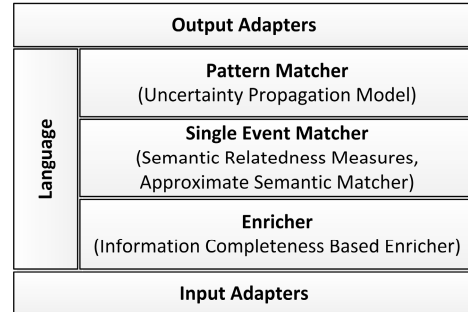 Output Adapters
Language
Pattern Matcher
(Uncertainty Propagation Model)
Single Event Matcher
(Semantic Relatedness Measures,
Approximate Semantic Matcher)
Enricher
(Information Completeness Based Enricher)
Input Adapters